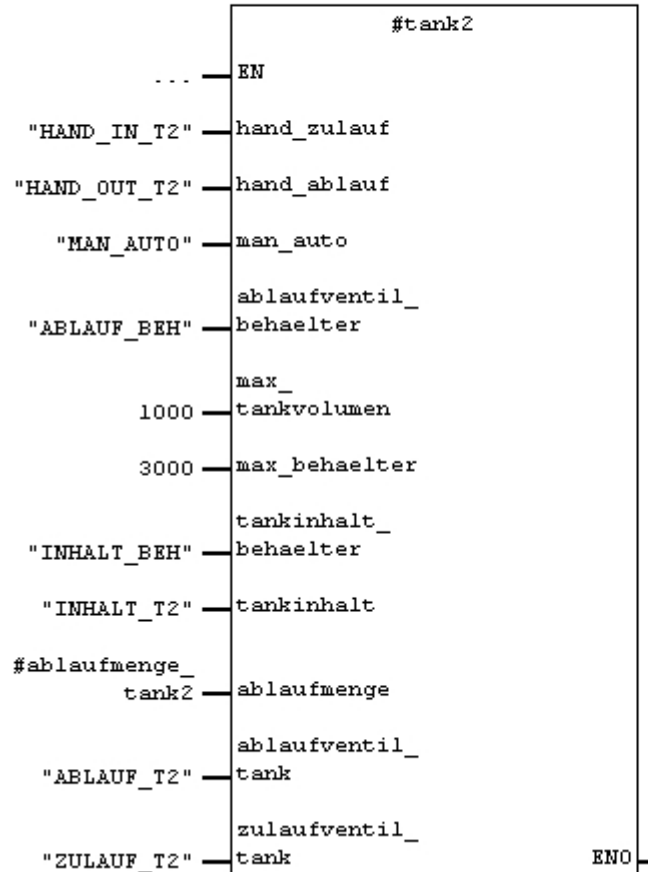 #tank2
... EN
"HAND_IN_T2" hand_zulauf
"HAND_OUT_T2" hand_ablauf
"MAN_AUTO" man_auto
ablaufventil_
"ABLAUF_BEH" behaelter
max_
1000 tankvolumen
3000 max_behaelter
tankinhalt_
"INHALT_BEH" behaelter
"INHALT_T2" tankinhalt
#ablaufmenge_
tank2 ablaufmenge
ablaufventil_
"ABLAUF_T2" tank
zulaufventil_
"ZULAUF_T2" tank ENO